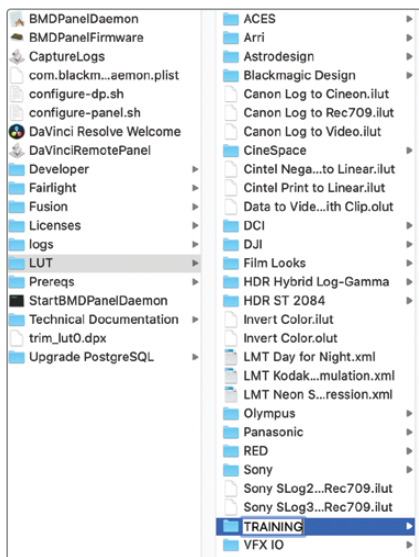 BMDPanelDaemon
BMDPanelFirmware
CaptureLogs
com.blackm...aemon.plist
configure-dp.sh
configure-panel.sh
DaVinci Resolve Welcome
DaVinciRemotePanel
Developer
Fairlight
Fusion
Licenses
logs
LUT
Prereqs
StartBMDPanelDaemon
Technical Documentation
trim_lut0.dpx
Upgrade PostgreSQL
ACES
Arri
Astrodesign
Blackmagic Design
Canon Log to Cineon.ilut
Canon Log to Rec709.ilut
Canon Log to Video.ilut
CineSpace
Cintel Nega...to Linear.ilut
Cintel Print to Linear.ilut
Data to Vide...ith Clip.olut
DCI
DJI
Film Looks
HDR Hybrid Log-Gamma
HDR ST 2084
Invert Color.ilut
Invert Color.olut
LMT Day for Night.xml
LMT Kodak...mulation.xml
LMT Neon S...ression.xml
Olympus
Panasonic
RED
Sony
Sony SLog2...Rec709.ilut
Sony SLog3...Rec709.ilut
TRAINING
VFX IO